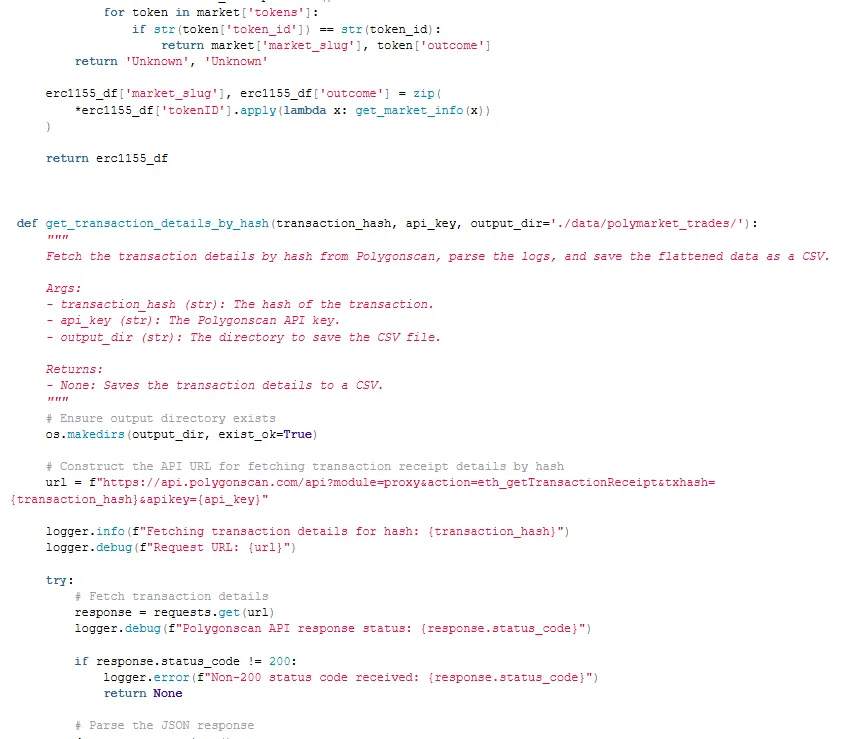 for token in market['tokens']:
if str(token['token_id']) == str(token_id):
return market['market_slug'], token['outcome']
return 'Unknown', 'Unknown'
erc1155_df['market_slug'], erc1155_df['outcome'] = zip(
*erc1155_df['tokenID'].apply(lambda x: get_market_info(x))
)
return erc1155_df
def get_transaction_details_by_hash(transaction_hash, api_key, output_dir='./data/polymarket_trades/'):
"""
Fetch the transaction details by hash from Polygonscan, parse the logs, and save the flattened data as a CSV.
Args:
- transaction_hash (str): The hash of the transaction.
- api_key (str): The Polygonscan API key.
- output_dir (str): The directory to save the CSV file.
Returns:
- None: Saves the transaction details to a CSV.
"""
# Ensure output directory exists
os.makedirs(output_dir, exist_ok=True)
# Construct the API URL for fetching transaction receipt details by hash
url = f"https://api.polygonscan.com/api?module=proxy&action=eth_getTransactionReceipt&txhash=
{transaction_hash}&apikey={api_key}"
logger.info(f"Fetching transaction details for hash: {transaction_hash}")
logger.debug(f"Request URL: {url}")
try:
# Fetch transaction details
response = requests.get(url)
logger.debug(f"Polygonscan API response status: {response.status_code}")
if response.status_code != 200:
logger.error(f"Non-200 status code received: {response.status_code}")
return None
# Parse the JSON response